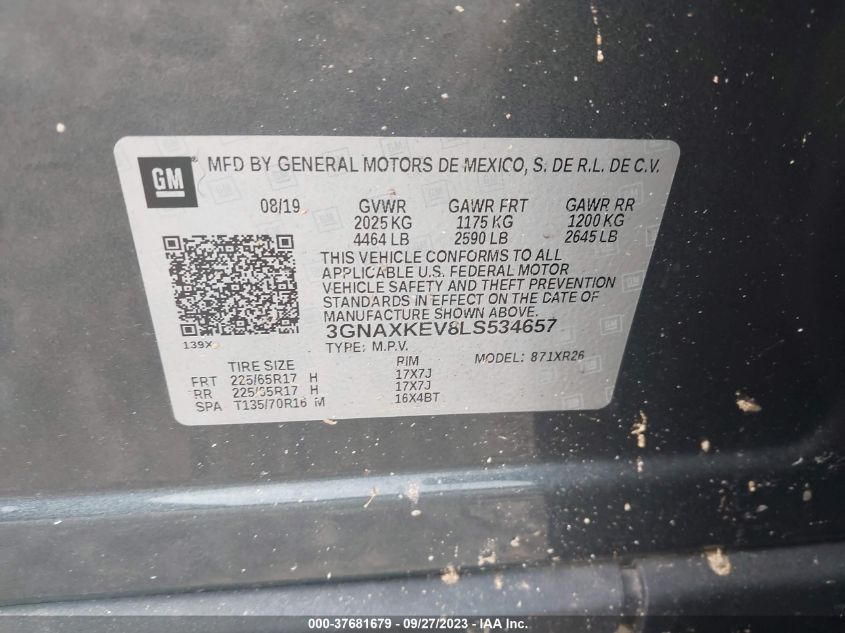 GM ® MFD BY GENERAL MOTORS DE MEXICO, S. DE R.L. DE C.V.
08/19 GVWR GAWR FRT GAWR RR
2025 KG 1175 KG 1200 KG
4464 LB 2590 LB 2645 LB
THIS VEHICLE CONFORMS TO ALL
APPLICABLE U.S. FEDERAL MOTOR
VEHICLE SAFETY AND THEFT PREVENTION
STANDARDS IN EFFECT ON THE DATE OF
MANUFACTURE SHOWN ABOVE.
139X 3GNAXKEV8LS534657
TYPE: M.P.V. MODEL: 871XR26
TIRE SIZE RIM
FRT 225/65R17 H 17X7J
RR 225/65R17 H 17X7J
SPA T135/70R16 M 16X4BT
000-37681679 / 09/27/2023 - IAA Inc.